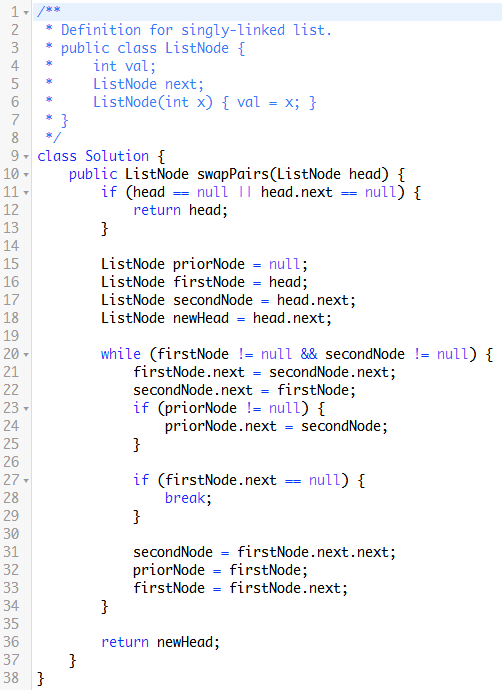 1 /**
2  * Definition for singly-linked list.
3  * public class ListNode {
4  *     int val;
5  *     ListNode next;
6  *     ListNode(int x) { val = x; }
7  * }
8  */
9 class Solution {
10     public ListNode swapPairs(ListNode head) {
11         if (head == null || head.next == null) {
12             return head;
13         }
14
15         ListNode priorNode = null;
16         ListNode firstNode = head;
17         ListNode secondNode = head.next;
18         ListNode newHead = head.next;
19
20         while (firstNode != null && secondNode != null) {
21             firstNode.next = secondNode.next;
22             secondNode.next = firstNode;
23             if (priorNode != null) {
24                 priorNode.next = secondNode;
25             }
26
27             if (firstNode.next == null) {
28                 break;
29             }
30
31             secondNode = firstNode.next.next;
32             priorNode = firstNode;
33             firstNode = firstNode.next;
34         }
35
36         return newHead;
37     }
38 }